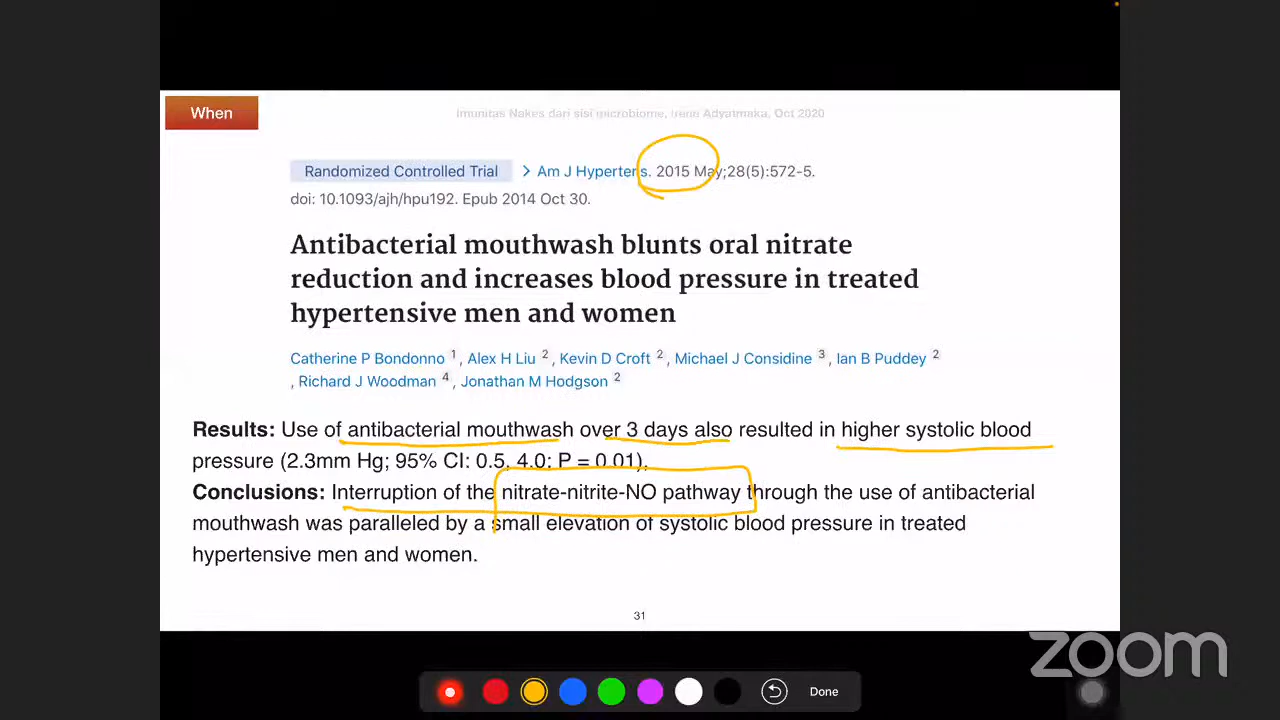 When
Imunitas Nakes dari sisi microbiome, Irene Adyatmaka, Oct 2020
Randomized Controlled Trial > Am J Hypertens. 2015 May;28(5):572-5.
doi: 10.1093/ajh/hpu192. Epub 2014 Oct 30.
Antibacterial mouthwash blunts oral nitrate
reduction and increases blood pressure in treated
hypertensive men and women
Catherine P Bondonno 1, Alex H Liu 2, Kevin D Croft 2, Michael J Considine 3, Ian B Puddey 2
, Richard J Woodman 4, Jonathan M Hodgson 2
Results: Use of antibacterial mouthwash over 3 days also resulted in higher systolic blood
pressure (2.3mm Hg; 95% CI: 0.5, 4.0; P = 0.01),
Conclusions: Interruption of the nitrate-nitrite-NO pathway through the use of antibacterial
mouthwash was paralleled by a small elevation of systolic blood pressure in treated
hypertensive men and women.
31
zoom
Done